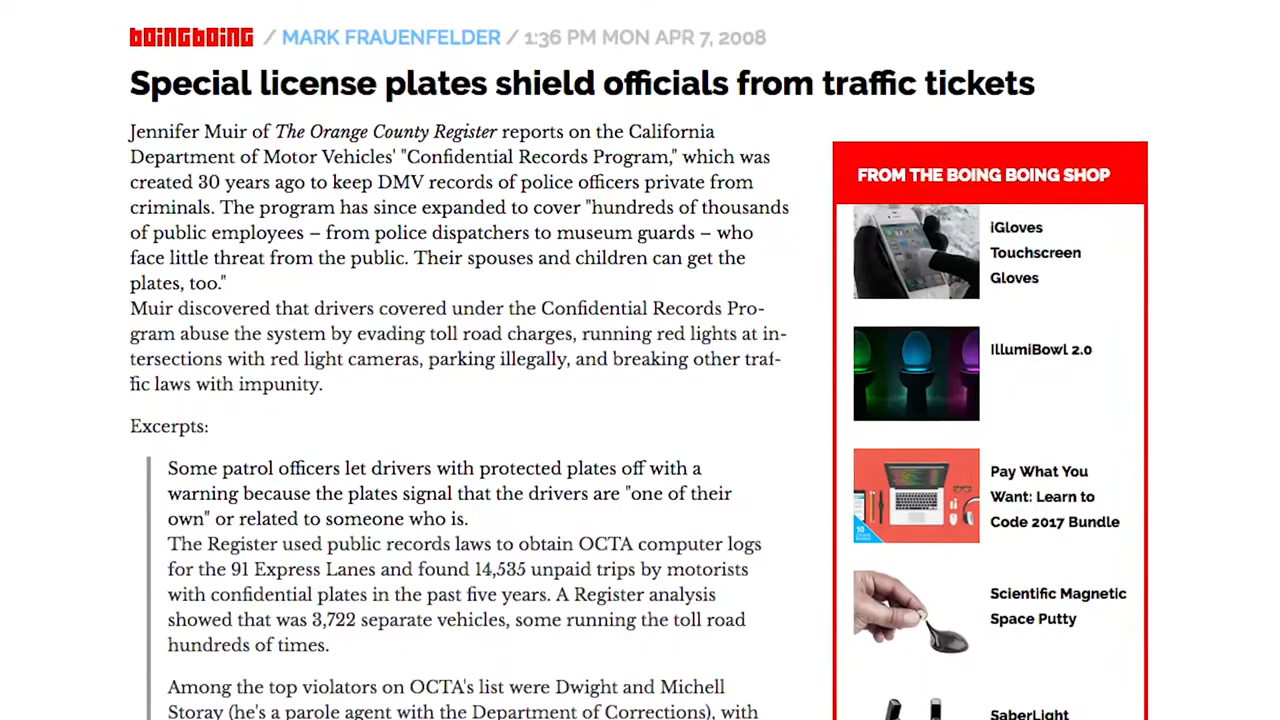 boingboing / MARK FRAUENFELDER / 1:36 PM MON APR 7, 2008
Special license plates shield officials from traffic tickets
Jennifer Muir of The Orange County Register reports on the California
Department of Motor Vehicles' "Confidential Records Program," which was
created 30 years ago to keep DMV records of police officers private from
criminals. The program has since expanded to cover "hundreds of thousands
of public employees – from police dispatchers to museum guards – who
face little threat from the public. Their spouses and children can get the
plates, too."
Muir discovered that drivers covered under the Confidential Records Pro-
gram abuse the system by evading toll road charges, running red lights at in-
tersections with red light cameras, parking illegally, and breaking other traf-
fic laws with impunity.
Excerpts:
Some patrol officers let drivers with protected plates off with a
warning because the plates signal that the drivers are "one of their
own" or related to someone who is.
The Register used public records laws to obtain OCTA computer logs
for the 91 Express Lanes and found 14,535 unpaid trips by motorists
with confidential plates in the past five years. A Register analysis
showed that was 3,722 separate vehicles, some running the toll road
hundreds of times.
Among the top violators on OCTA's list were Dwight and Michell
Storay (he's a parole agent with the Department of Corrections), with
FROM THE BOING BOING SHOP
iGloves
Touchscreen
Gloves
IllumiBowl 2.0
Pay What You
Want: Learn to
Code 2017 Bundle
Scientific Magnetic
Space Putty
SaberLight